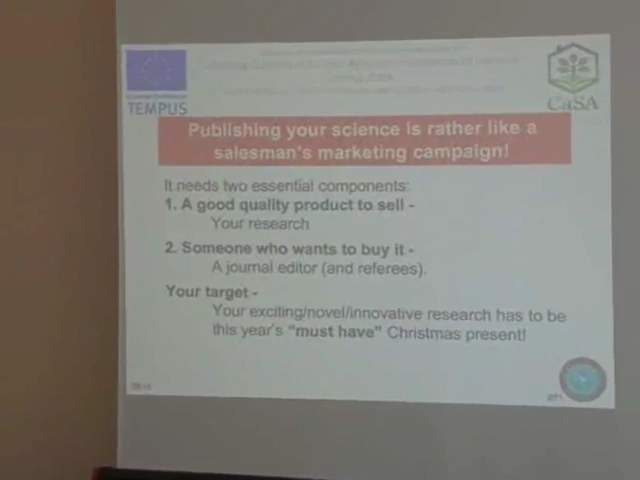 TEMPUS
CaSA
Publishing your science is rather like a
salesman's marketing campaign!
It needs two essential components:
1. A good quality product to sell -
Your research
2. Someone who wants to buy it -
A journal editor (and referees).
Your target -
Your exciting/novel/innovative research has to be
this year's "must have" Christmas present!